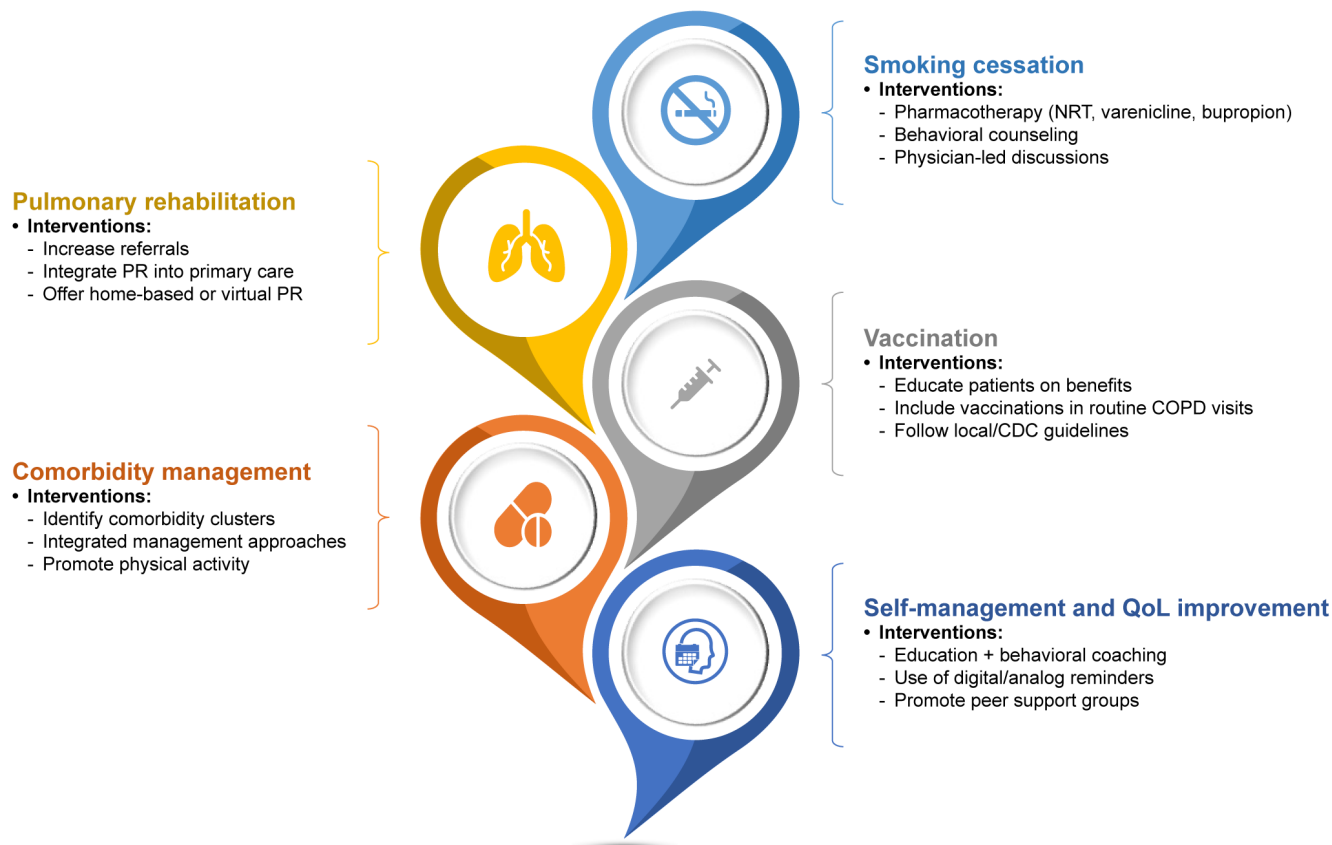 Smoking cessation
• Interventions:
- Pharmacotherapy (NRT, varenicline, bupropion)
- Behavioral counseling
- Physician-led discussions
Pulmonary rehabilitation
• Interventions:
- Increase referrals
- Integrate PR into primary care
- Offer home-based or virtual PR
Vaccination
• Interventions:
- Educate patients on benefits
- Include vaccinations in routine COPD visits
- Follow local/CDC guidelines
Comorbidity management
• Interventions:
- Identify comorbidity clusters
- Integrated management approaches
- Promote physical activity
Self-management and QoL improvement
• Interventions:
- Education + behavioral coaching
- Use of digital/analog reminders
- Promote peer support groups